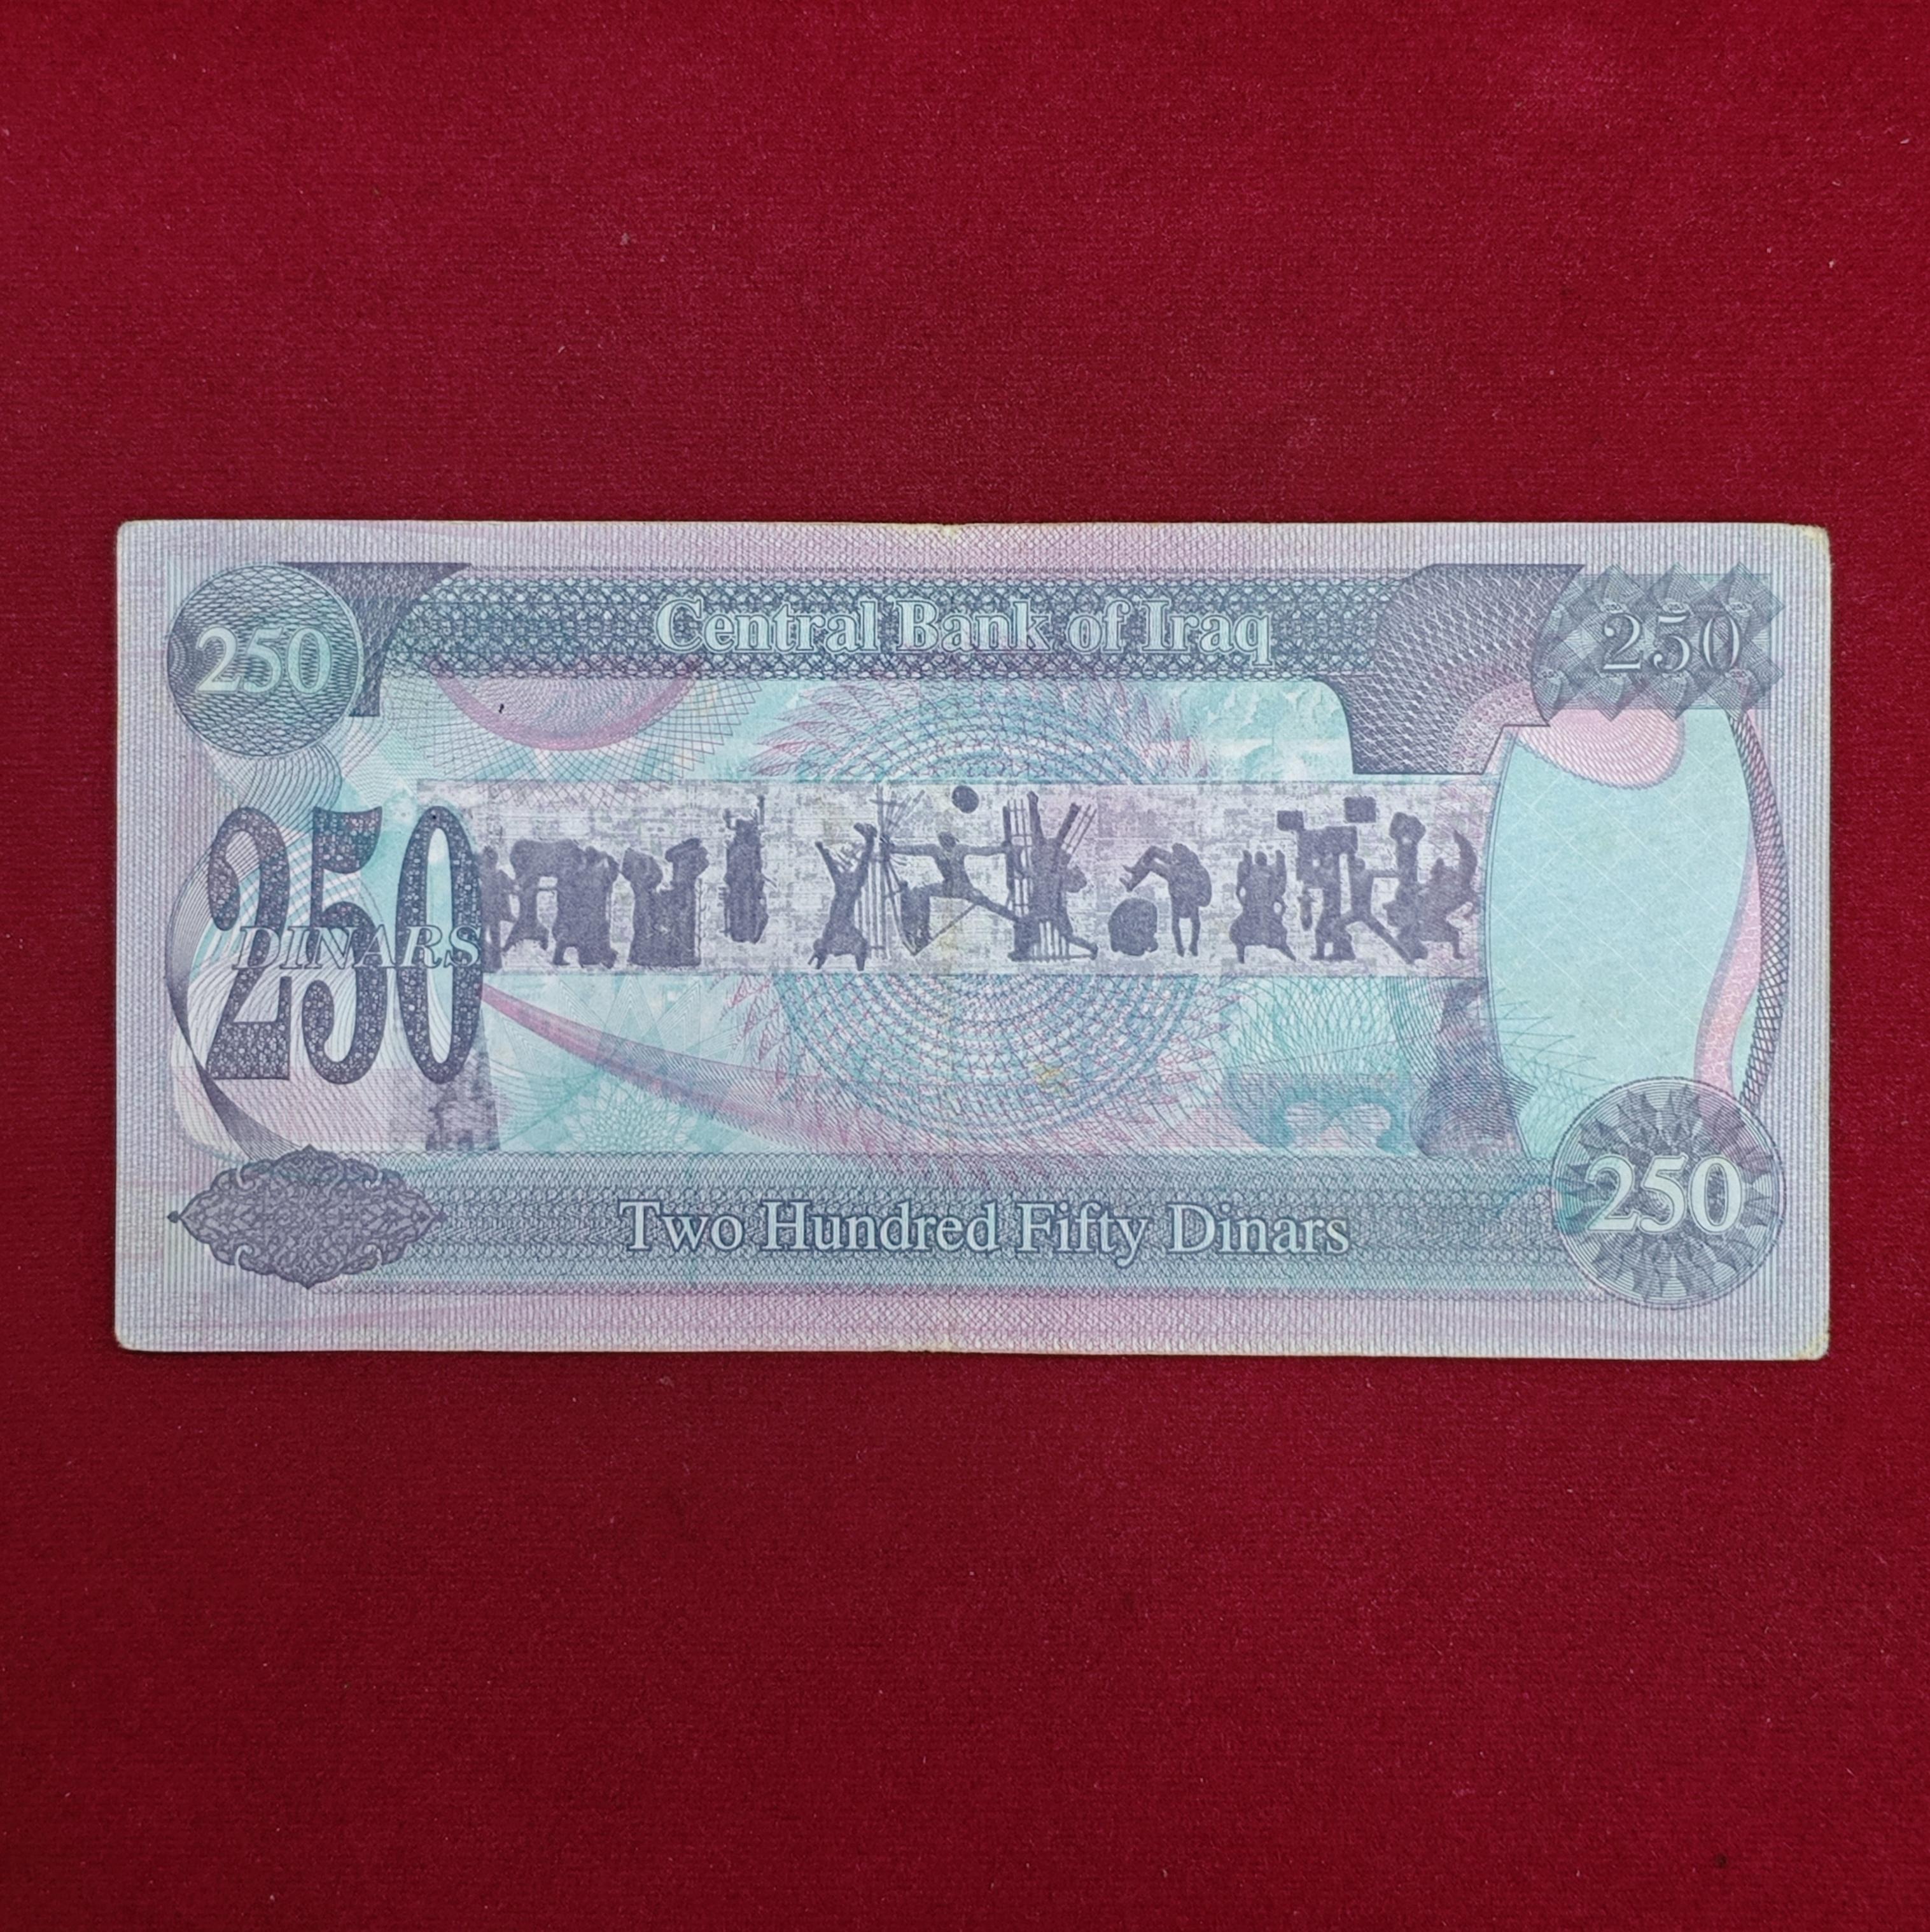 250
Central Bank of Iraq
250
250
DINARS
Two Hundred Fifty Dinars
250